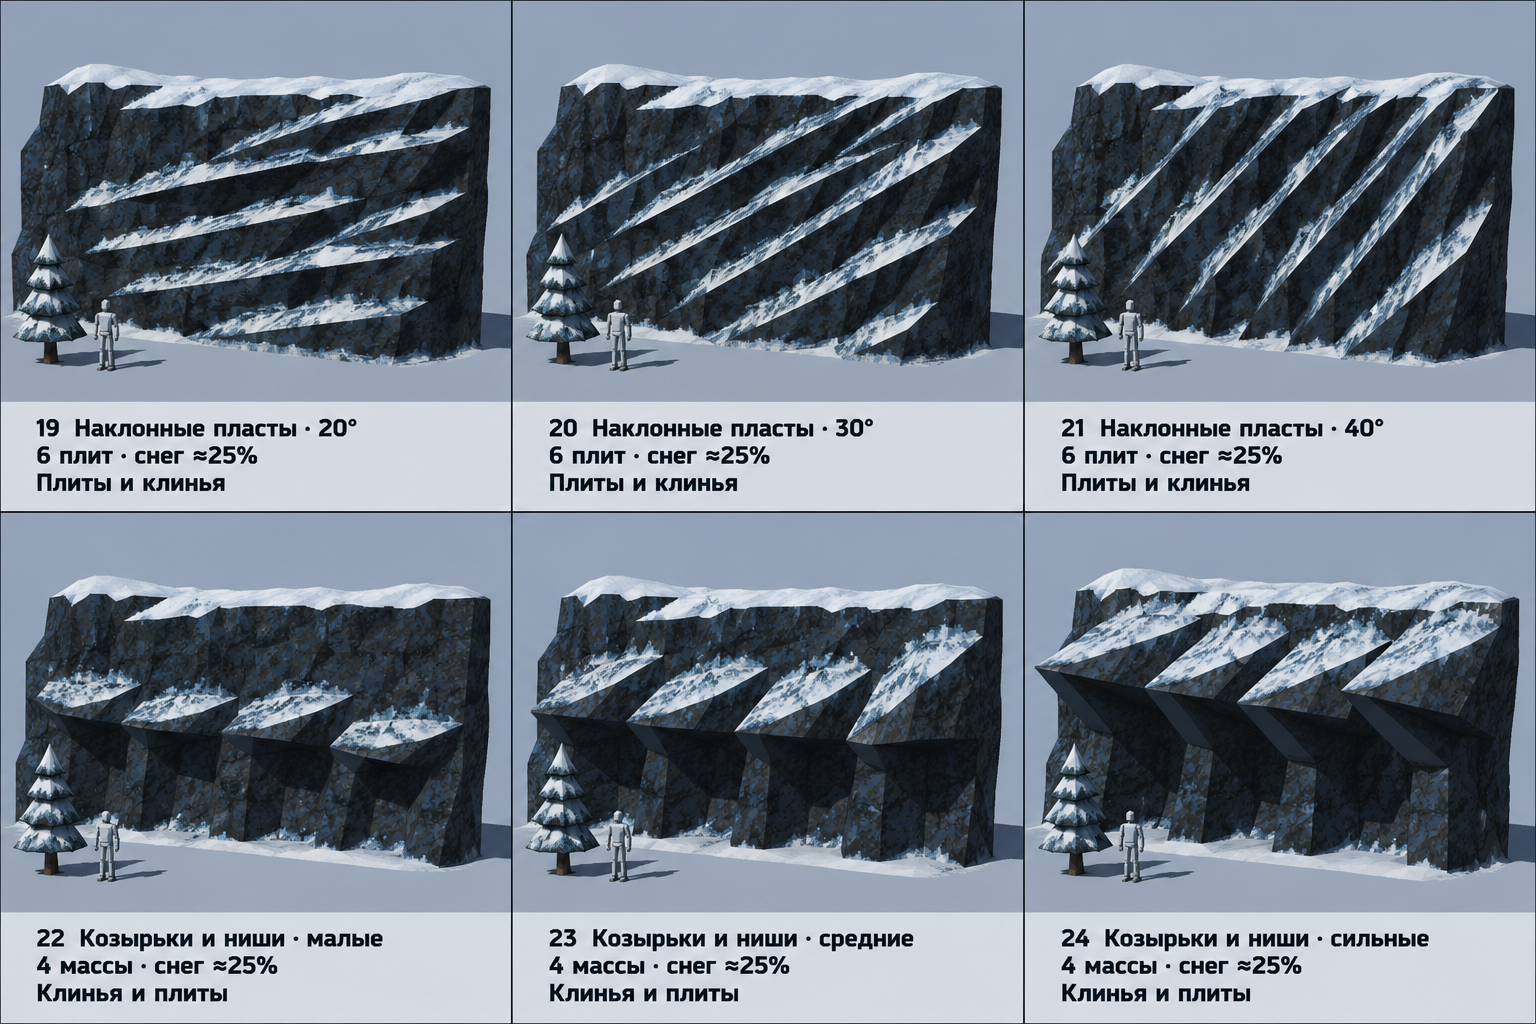 19 Наклонные пласты · 20°
6 плит · снег ≈25%
Плиты и клинья
20 Наклонные пласты · 30°
6 плит · снег ≈25%
Плиты и клинья
21 Наклонные пласты · 40°
6 плит · снег ≈25%
Плиты и клинья
22 Козырьки и ниши · малые
4 массы · снег ≈25%
Клинья и плиты
23 Козырьки и ниши · средние
4 массы · снег ≈25%
Клинья и плиты
24 Козырьки и ниши · сильные
4 массы · снег ≈25%
Клинья и плиты